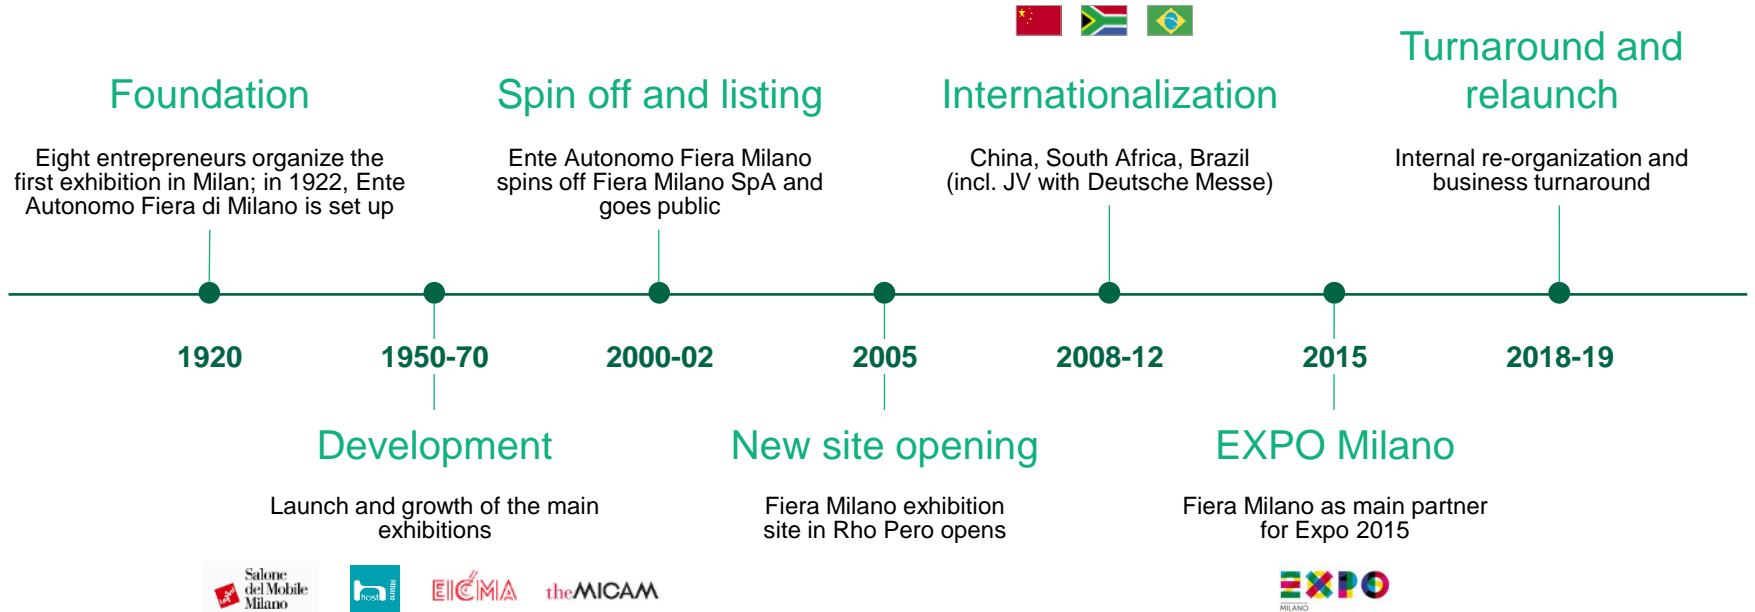 Foundation
Eight entrepreneurs organize the
first exhibition in Milan; in 1922, Ente
Autonomo Fiera di Milano is set up
Spin off and listing
Ente Autonomo Fiera Milano
spins off Fiera Milano SpA and
goes public
Internationalization
China, South Africa, Brazil
(incl. JV with Deutsche Messe)
Turnaround and
relaunch
Internal re-organization and
business turnaround
1920
1950-70
2000-02
2005
2008-12
2015
2018-19
Development
Launch and growth of the main
exhibitions
Salone
del Mobile
Milano
host
MILANO
EICMA
theMICAM
New site opening
Fiera Milano exhibition
site in Rho Pero opens
EXPO Milano
Fiera Milano as main partner
for Expo 2015
EXPO
MILANO